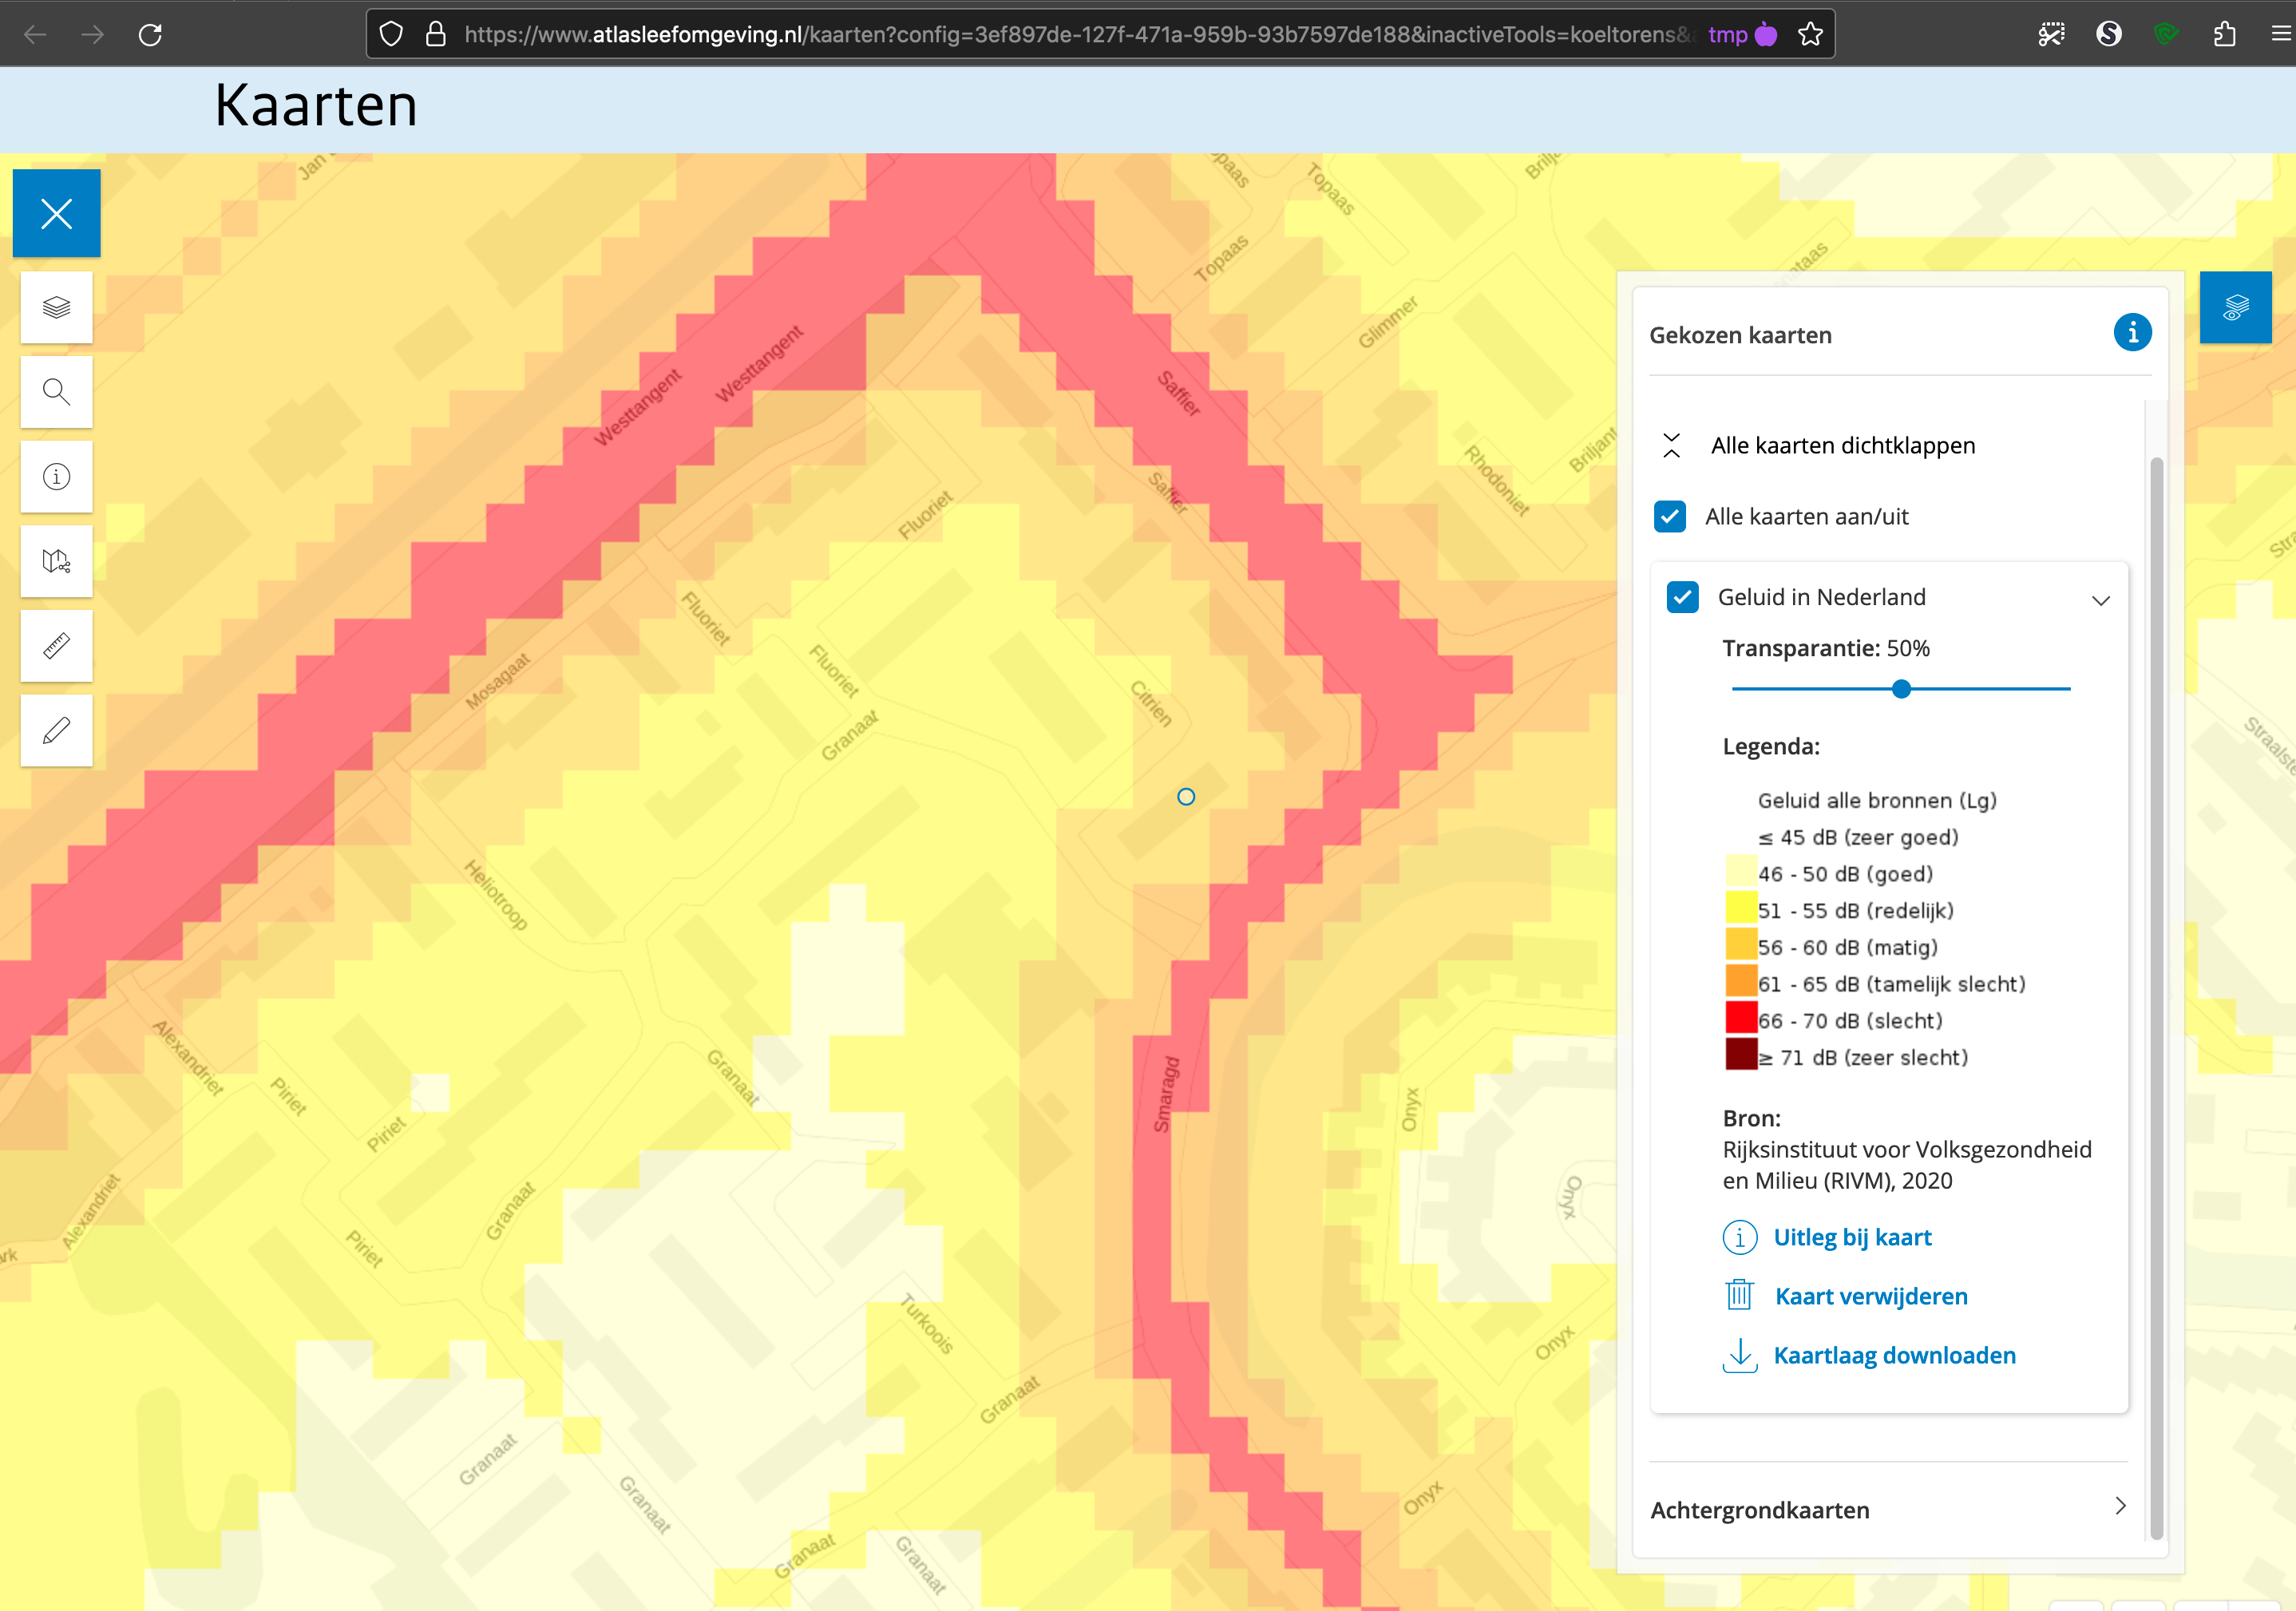 https://www.atlasleefomgeving.nl/kaarten?config=3ef897de-127f-471a-959b-93b7597de188&inactiveTools=koeltorens&
tmp
Kaarten
Jan
Topaas
Topaas
Topaas
Glimmer
Westtangent
Westtangent
Saffier
Saffier
Rhodoniet
Briljant
Fluoriet
Fluoriet
Fluoriet
Mosagaat
Citrien
Granaat
Heliotroop
Alexandriet
Alexandriet
Piriet
Piriet
Piriet
Granaat
Granaat
Smaragd
Onyx
Onyx
Onyx
Onyx
Turkoois
Granaat
Granaat
Granaat
Granaat
Granaat
Gekozen kaarten
Alle kaarten dichtklappen
Alle kaarten aan/uit
Geluid in Nederland
Transparantie: 50%
Legenda:
Geluid alle bronnen (Lg)
≤ 45 dB (zeer goed)
46 - 50 dB (goed)
51 - 55 dB (redelijk)
56 - 60 dB (matig)
61 - 65 dB (tamelijk slecht)
66 - 70 dB (slecht)
≥ 71 dB (zeer slecht)
Bron:
Rijksinstituut voor Volksgezondheid
en Milieu (RIVM), 2020
Uitleg bij kaart
Kaart verwijderen
Kaartlaag downloaden
Achtergrondkaarten